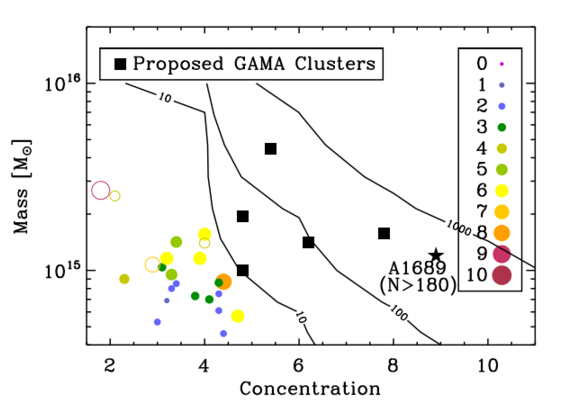 Proposed GAMA Clusters
10^16
10^15
Mass [M⊙]
10
1000
100
10
A1689
(N>180)
0
1
2
3
4
5
6
7
8
9
10
2 4 6 8 10
Concentration